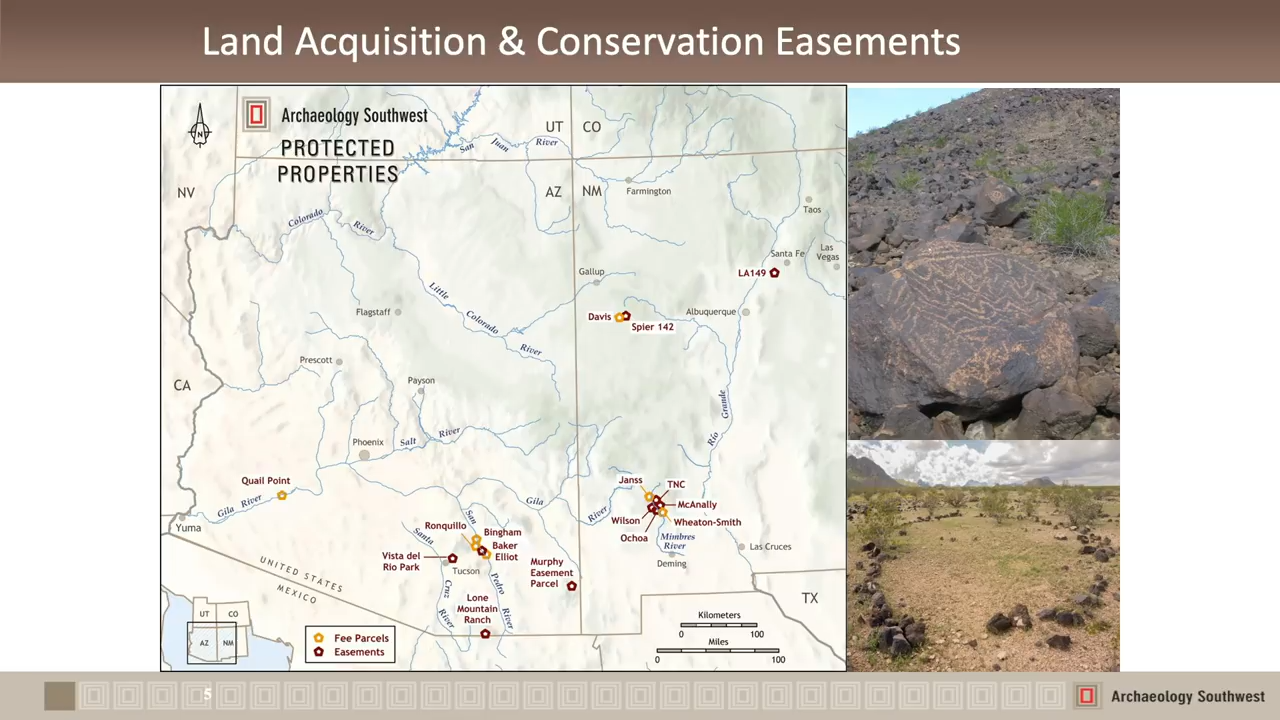 Land Acquisition & Conservation Easements
Archaeology Southwest
PROTECTED
PROPERTIES
N
UT
CO
AZ
NM
NV
CA
TX
San Juan River
Farmington
Taos
Colorado River
Santa Fe
Las
Vegas
LA149
Gallup
Little Colorado River
Flagstaff
Davis
Spier 142
Albuquerque
Prescott
Payson
Rio Grande
Phoenix
Salt River
Quail Point
Gila River
Yuma
Janss
TNC
McAnally
Wilson
Wheaton-Smith
Ochoa
Mimbres
River
Deming
Las Cruces
Gila River
Ronquillo
Bingham
Baker
Elliot
Vista del
Rio Park
Tucson
Santa Cruz River
San Pedro River
Murphy
Easement
Parcel
Lone
Mountain
Ranch
UNITED STATES
MEXICO
UT CO
AZ NM
Fee Parcels
Easements
Kilometers
0 100
Miles
0 100
5
Archaeology Southwest